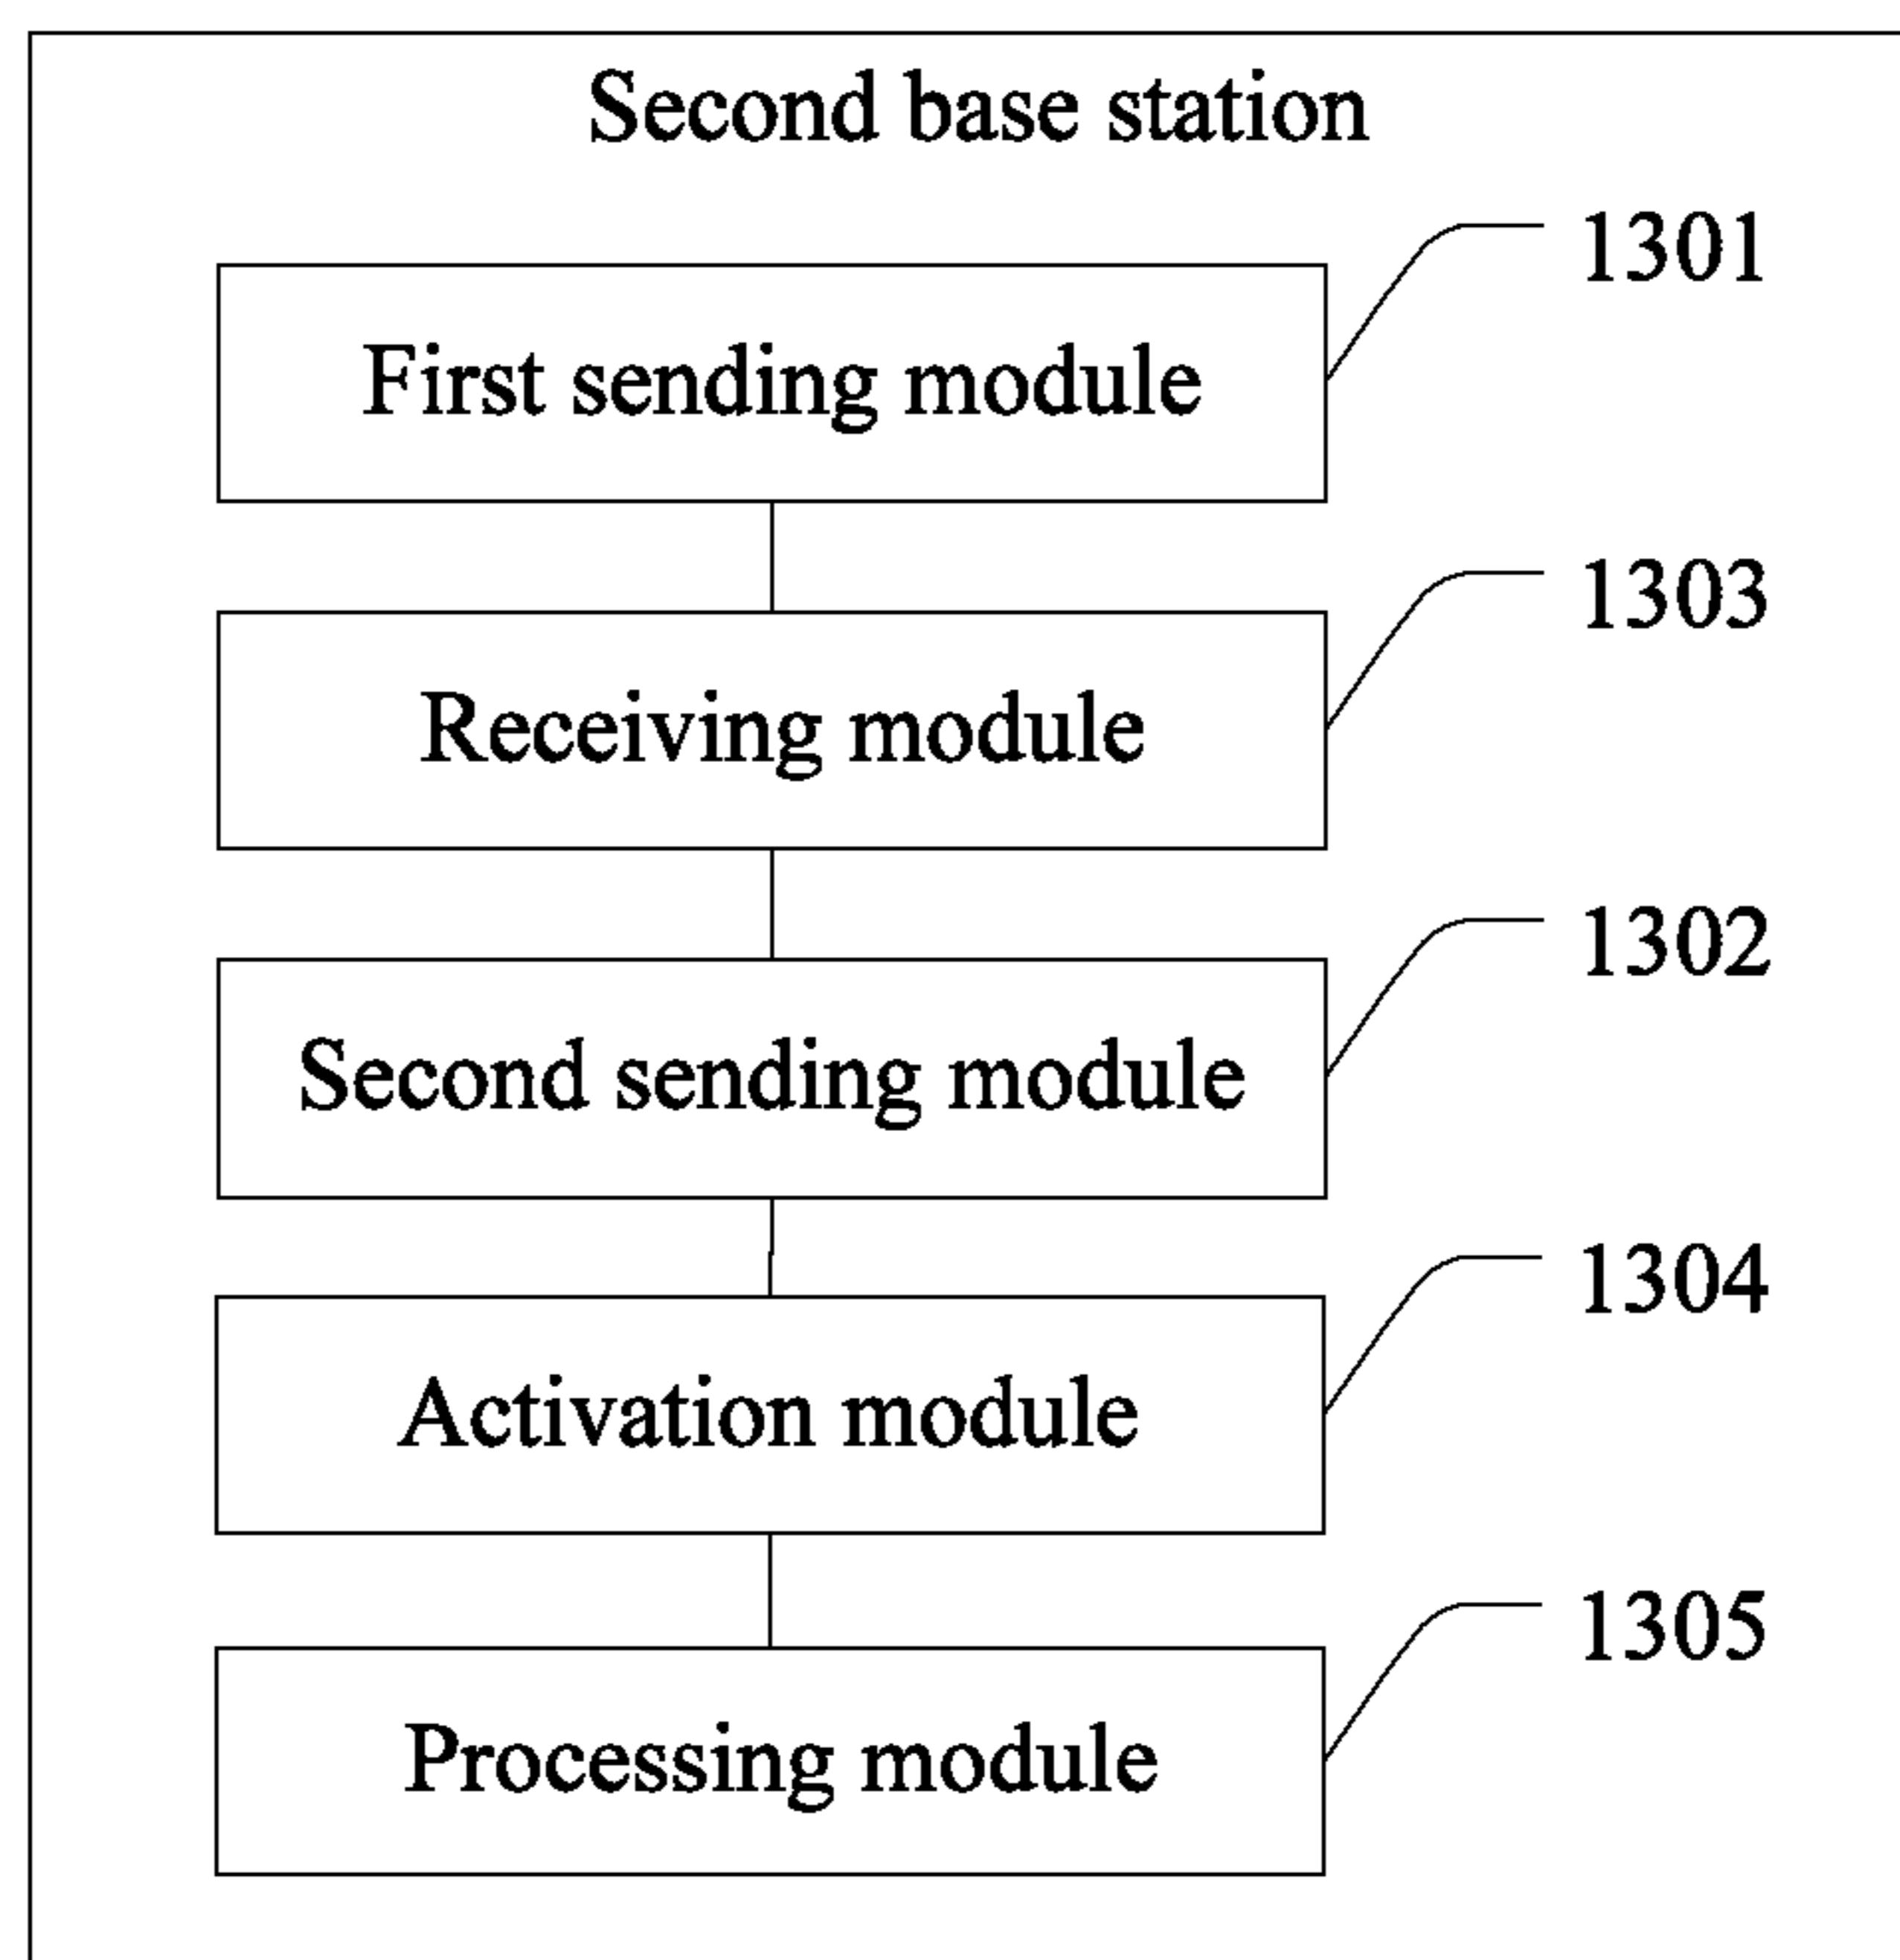 Second base station
1301
First sending module
1303
Receiving module
1302
Second sending module
1304
Activation module
1305
Processing module